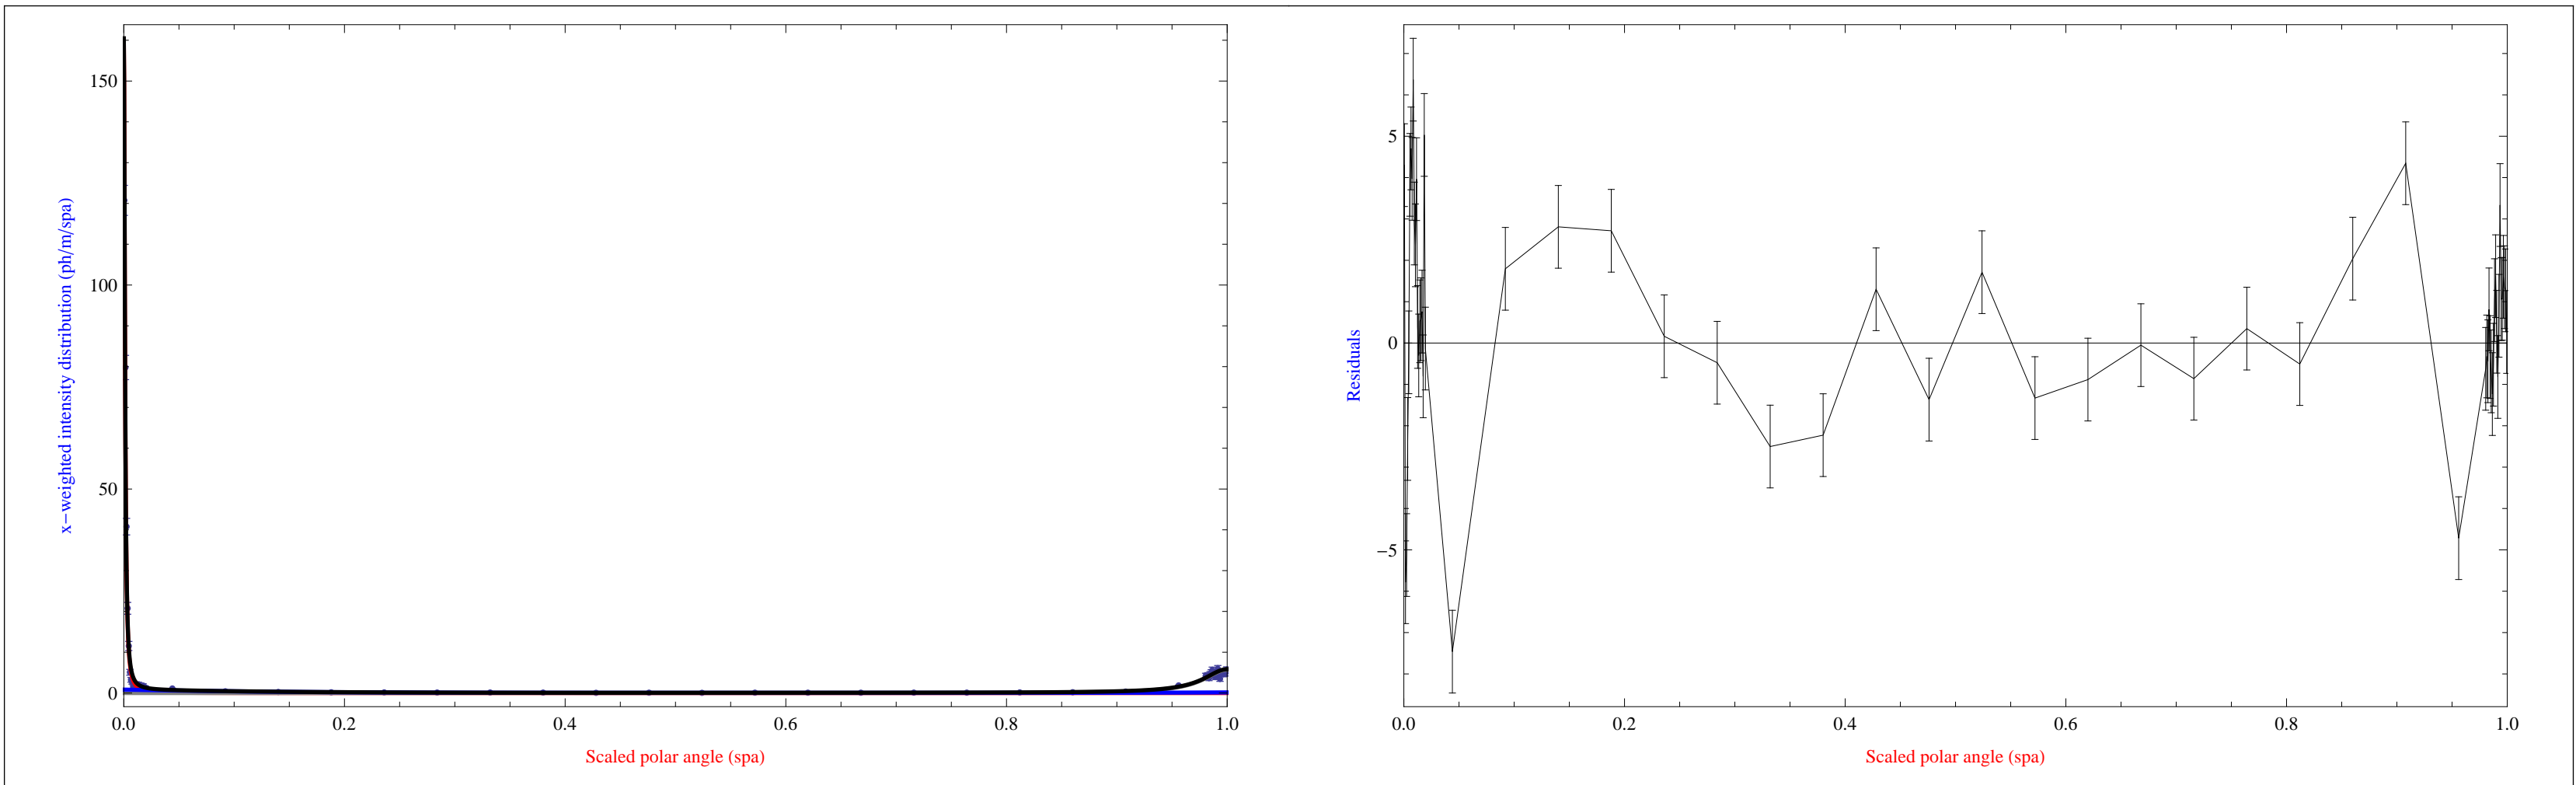 x−weighted intensity distribution (ph/m/spa)
150
100
50
0
0.0 0.2 0.4 0.6 0.8 1.0
Scaled polar angle (spa)
Residuals
5
0
−5
0.0 0.2 0.4 0.6 0.8 1.0
Scaled polar angle (spa)